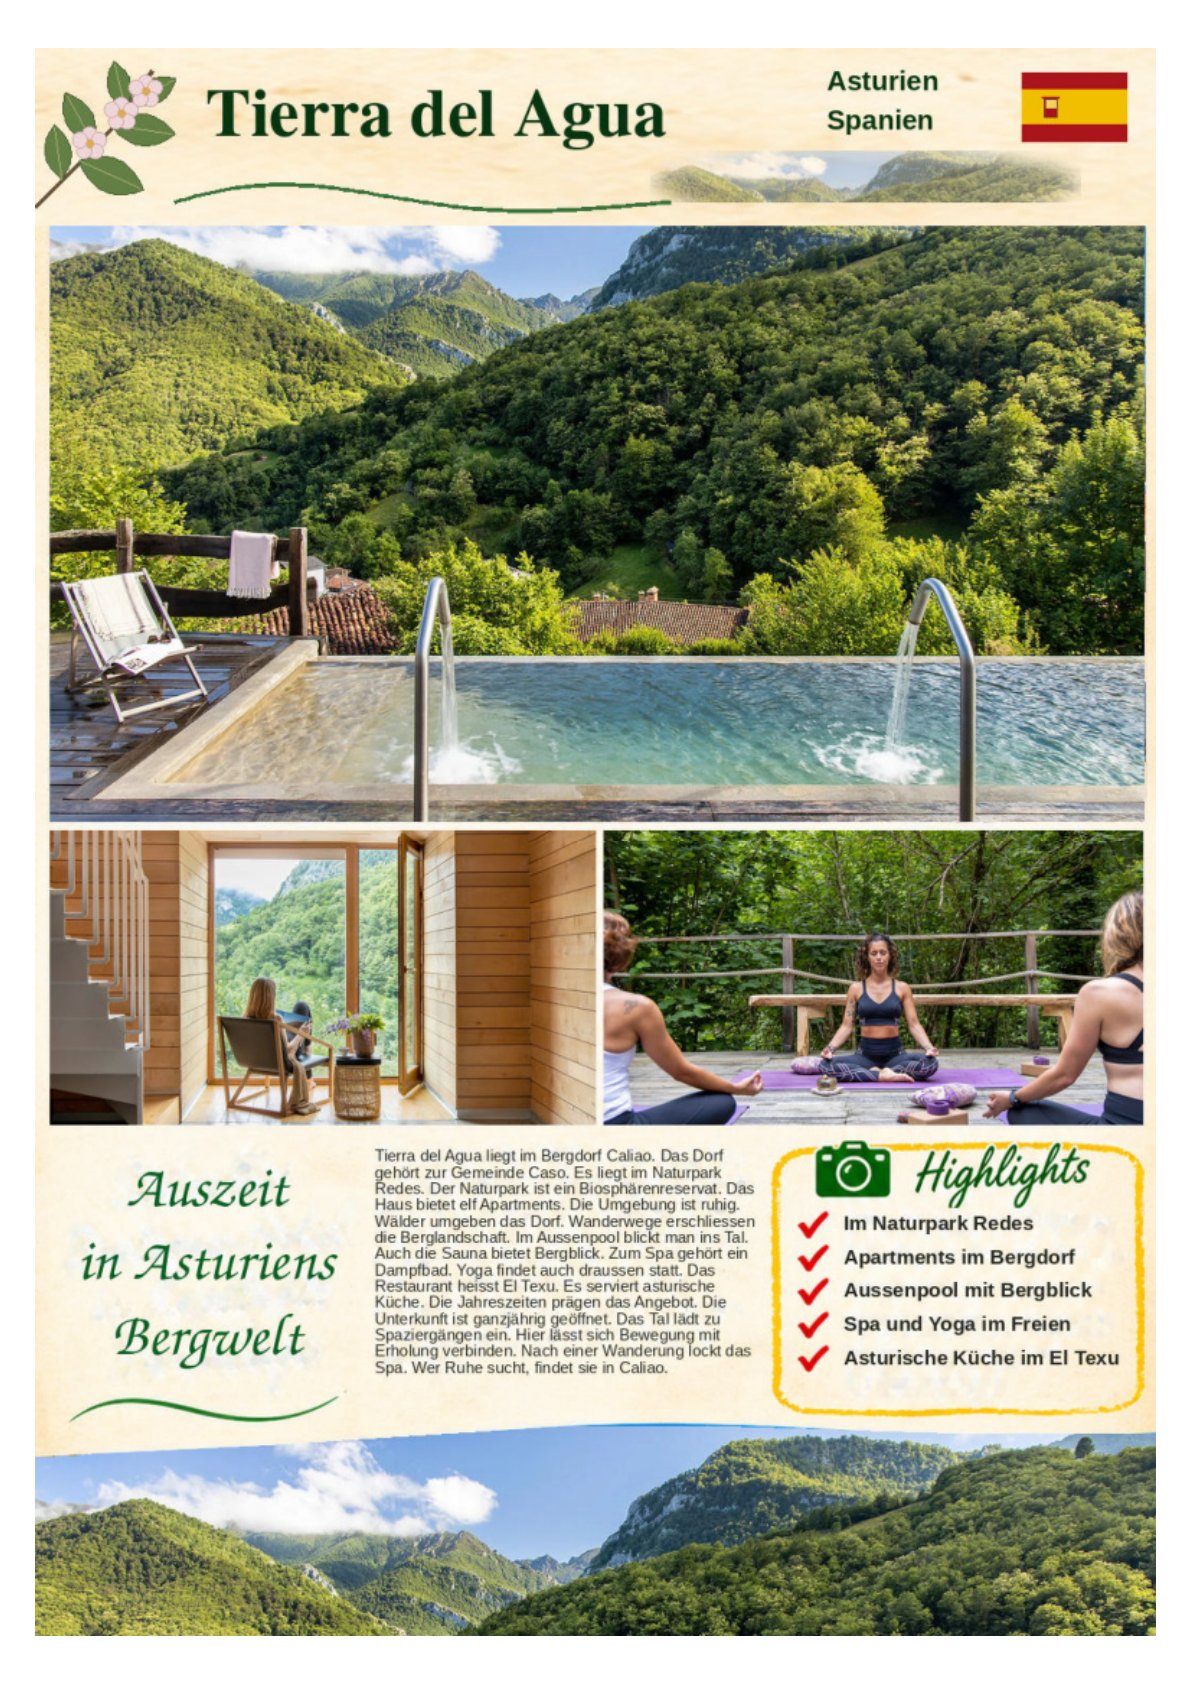 Tierra del Agua
Asturien
Spanien
Auszeit
in Asturiens
Bergwelt
Tierra del Agua liegt im Bergdorf Caliao. Das Dorf
gehört zur Gemeinde Caso. Es liegt im Naturpark
Redes. Der Naturpark ist ein Biosphärenreservat. Das
Haus bietet elf Apartments. Die Umgebung ist ruhig.
Wälder umgeben das Dorf. Wanderwege erschliessen
die Berglandschaft. Im Aussenpool blickt man ins Tal.
Auch die Sauna bietet Bergblick. Zum Spa gehört ein
Dampfbad. Yoga findet auch draussen statt. Das
Restaurant heisst El Texu. Es serviert asturische
Küche. Die Jahreszeiten prägen das Angebot. Die
Unterkunft ist ganzjährig geöffnet. Das Tal lädt zu
Spaziergängen ein. Hier lässt sich Bewegung mit
Erholung verbinden. Nach einer Wanderung lockt das
Spa. Wer Ruhe sucht, findet sie in Caliao.
Highlights
Im Naturpark Redes
Apartments im Bergdorf
Aussenpool mit Bergblick
Spa und Yoga im Freien
Asturische Küche im El Texu